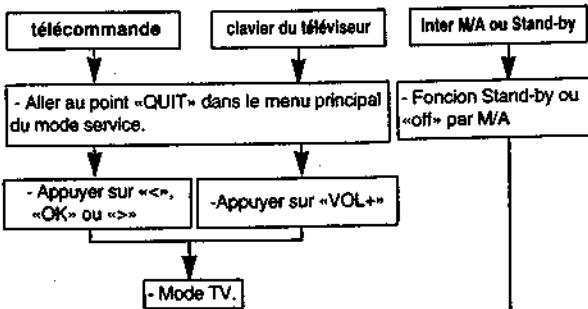 télécommande
clavier du téléviseur
Inter M/A ou Stand-by
- Aller au point «QUIT» dans le menu principal
du mode service.
- Foncion Stand-by ou
«off» par M/A
- Appuyer sur «<»,
«OK» ou «>»
-Appuyer sur «VOL+»
- Mode TV.